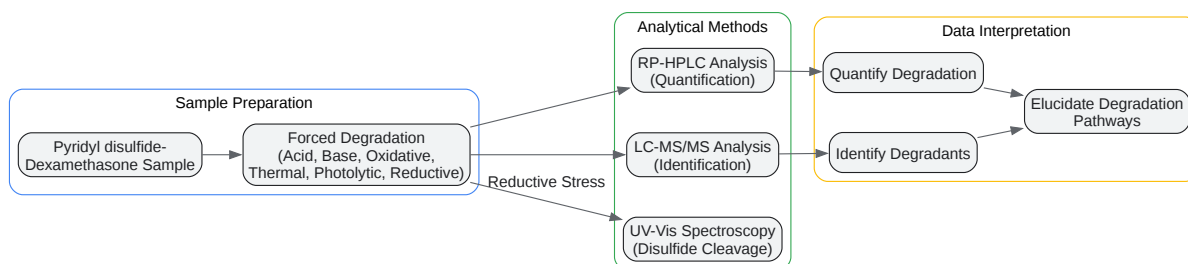 Sample Preparation
Pyridyl disulfide-
Dexamethasone Sample
Forced Degradation
(Acid, Base, Oxidative,
Thermal, Photolytic, Reductive)
Reductive Stress
Analytical Methods
RP-HPLC Analysis
(Quantification)
LC-MS/MS Analysis
(Identification)
UV-Vis Spectroscopy
(Disulfide Cleavage)
Data Interpretation
Quantify Degradation
Identify Degradants
Elucidate Degradation
Pathways